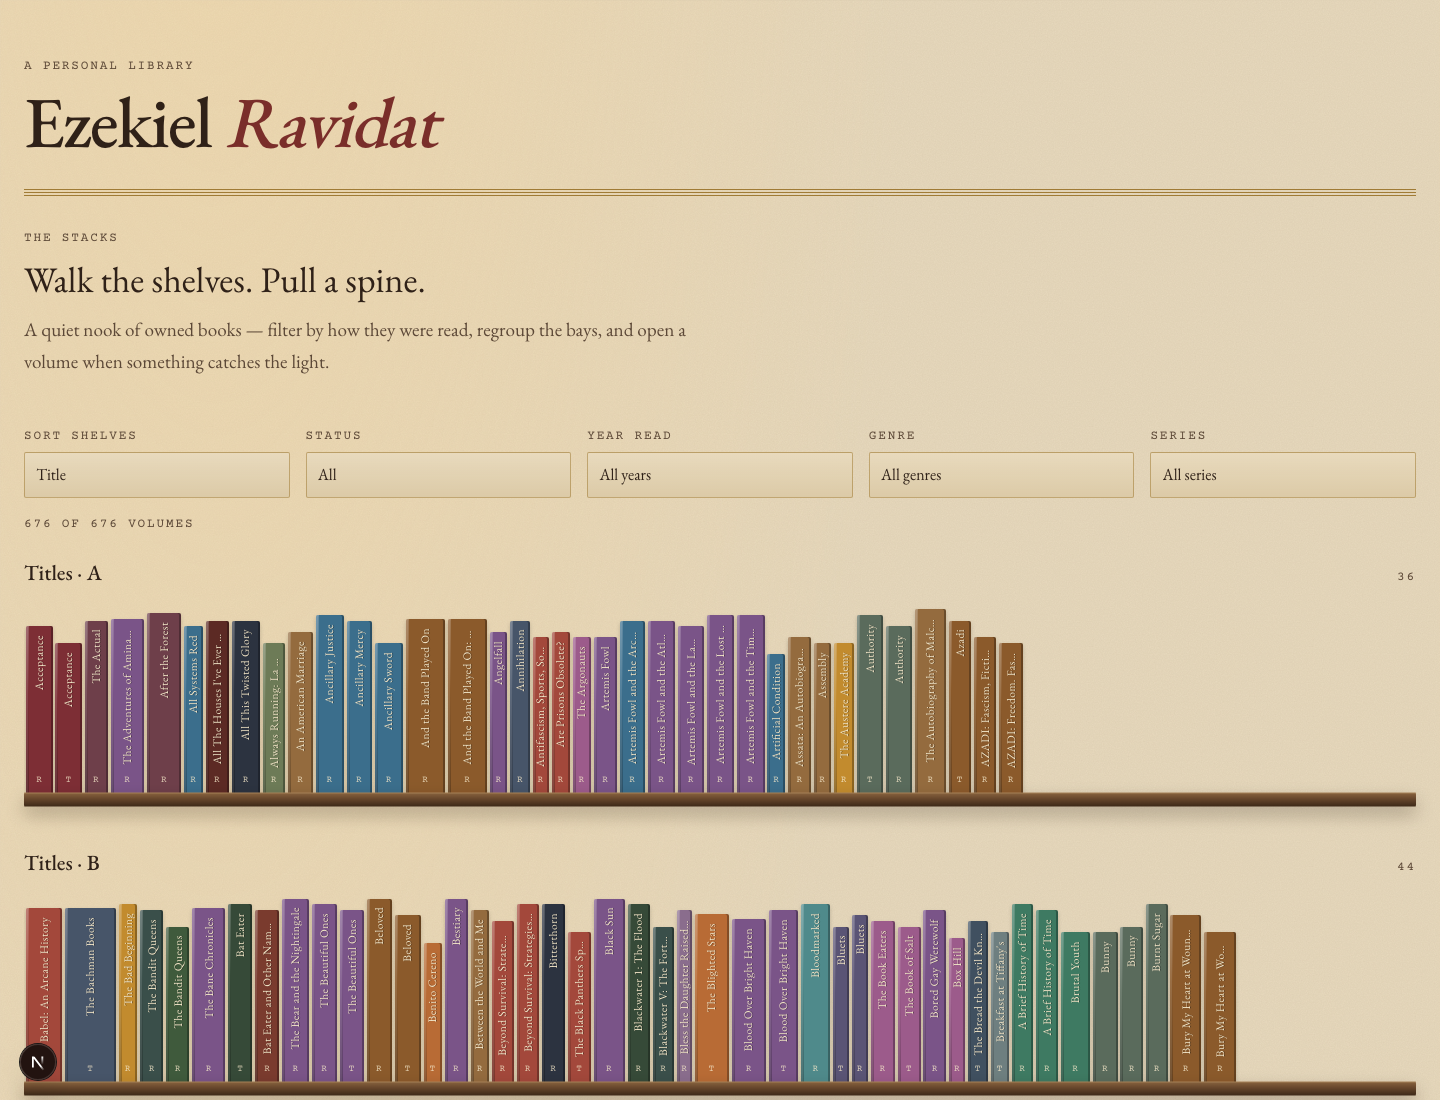 A PERSONAL LIBRARY
Ezekiel Ravidat
THE STACKS
Walk the shelves. Pull a spine.
A quiet nook of owned books — filter by how they were read, regroup the bays, and open a
volume when something catches the light.
SORT SHELVES
STATUS
YEAR READ
GENRE
SERIES
Title
All
All years
All genres
All series
676 OF 676 VOLUMES
Titles · A
36
Acceptance
Acceptance
The Actual
The Adventures of Amina...
After the Forest
All Systems Red
All The Houses I've Ever ...
All This Twisted Glory
Always Running: La ...
An American Marriage
Ancillary Justice
Ancillary Mercy
Ancillary Sword
And the Band Played On
And the Band Played On: ...
Angelfall
Annihilation
Antifascism, Sports, So...
Are Prisons Obsolete?
The Argonauts
Artemis Fowl
Artemis Fowl and the Arc...
Artemis Fowl and the Atl...
Artemis Fowl and the La...
Artemis Fowl and the Lost ...
Artemis Fowl and the Tim...
Artificial Condition
Assata: An Autobiogra...
Assembly
The Austere Academy
Authority
Authority
The Autobiography of Malc...
Azadi
AZADI: Fascism, Ficti...
AZADI: Freedom. Fas...
Titles · B
44
Babel: An Arcane History
The Bachman Books
The Bad Beginning
The Bandit Queens
The Bandit Queens
The Bane Chronicles
Bat Eater
Bat Eater and Other Nam...
The Bear and the Nightingale
The Beautiful Ones
The Beautiful Ones
Beloved
Beloved
Benito Cereno
Bestiary
Between the World and Me
Beyond Survival: Strate...
Beyond Survival: Strategies...
Bitterthorn
The Black Panthers Sp...
Black Sun
Blackwater I: The Flood
Blackwater V: The Fort...
Bless the Daughter Raised...
The Blighted Stars
Blood Over Bright Haven
Blood Over Bright Haven
Bloodmarked
Bluets
Bluets
The Book Eaters
The Book of Salt
Bored Gay Werewolf
Box Hill
The Bread the Devil Kn...
Breakfast at Tiffany's
A Brief History of Time
A Brief History of Time
Brutal Youth
Bunny
Bunny
Burnt Sugar
Bury My Heart at Woun...
Bury My Heart at Wo...
N